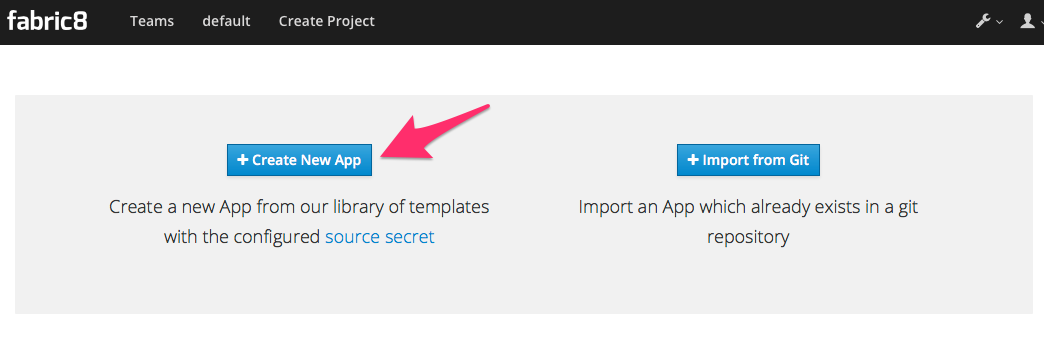 fabric8 Teams default Create Project
+ Create New App
Create a new App from our library of templates
with the configured source secret
+ Import from Git
Import an App which already exists in a git
repository